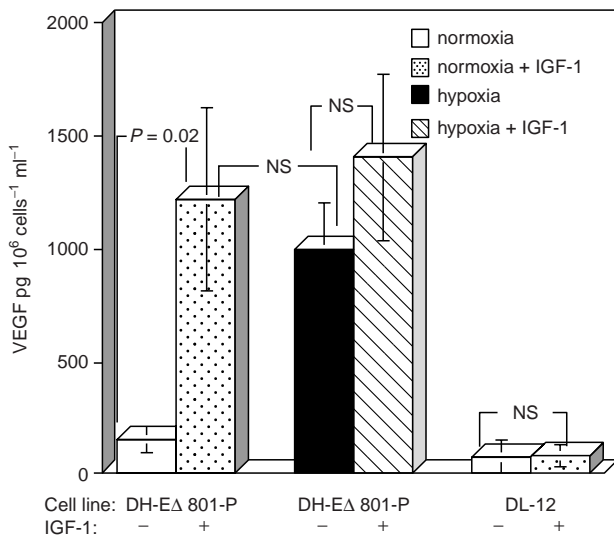 2000
1500
1000
500
0
VEGF pg 10⁶ cells⁻¹ ml⁻¹
normoxia
normoxia + IGF-1
hypoxia
hypoxia + IGF-1
P = 0.02
NS
NS
NS
Cell line: DH-EΔ 801-P DH-EΔ 801-P DL-12
IGF-1: − + − + − +